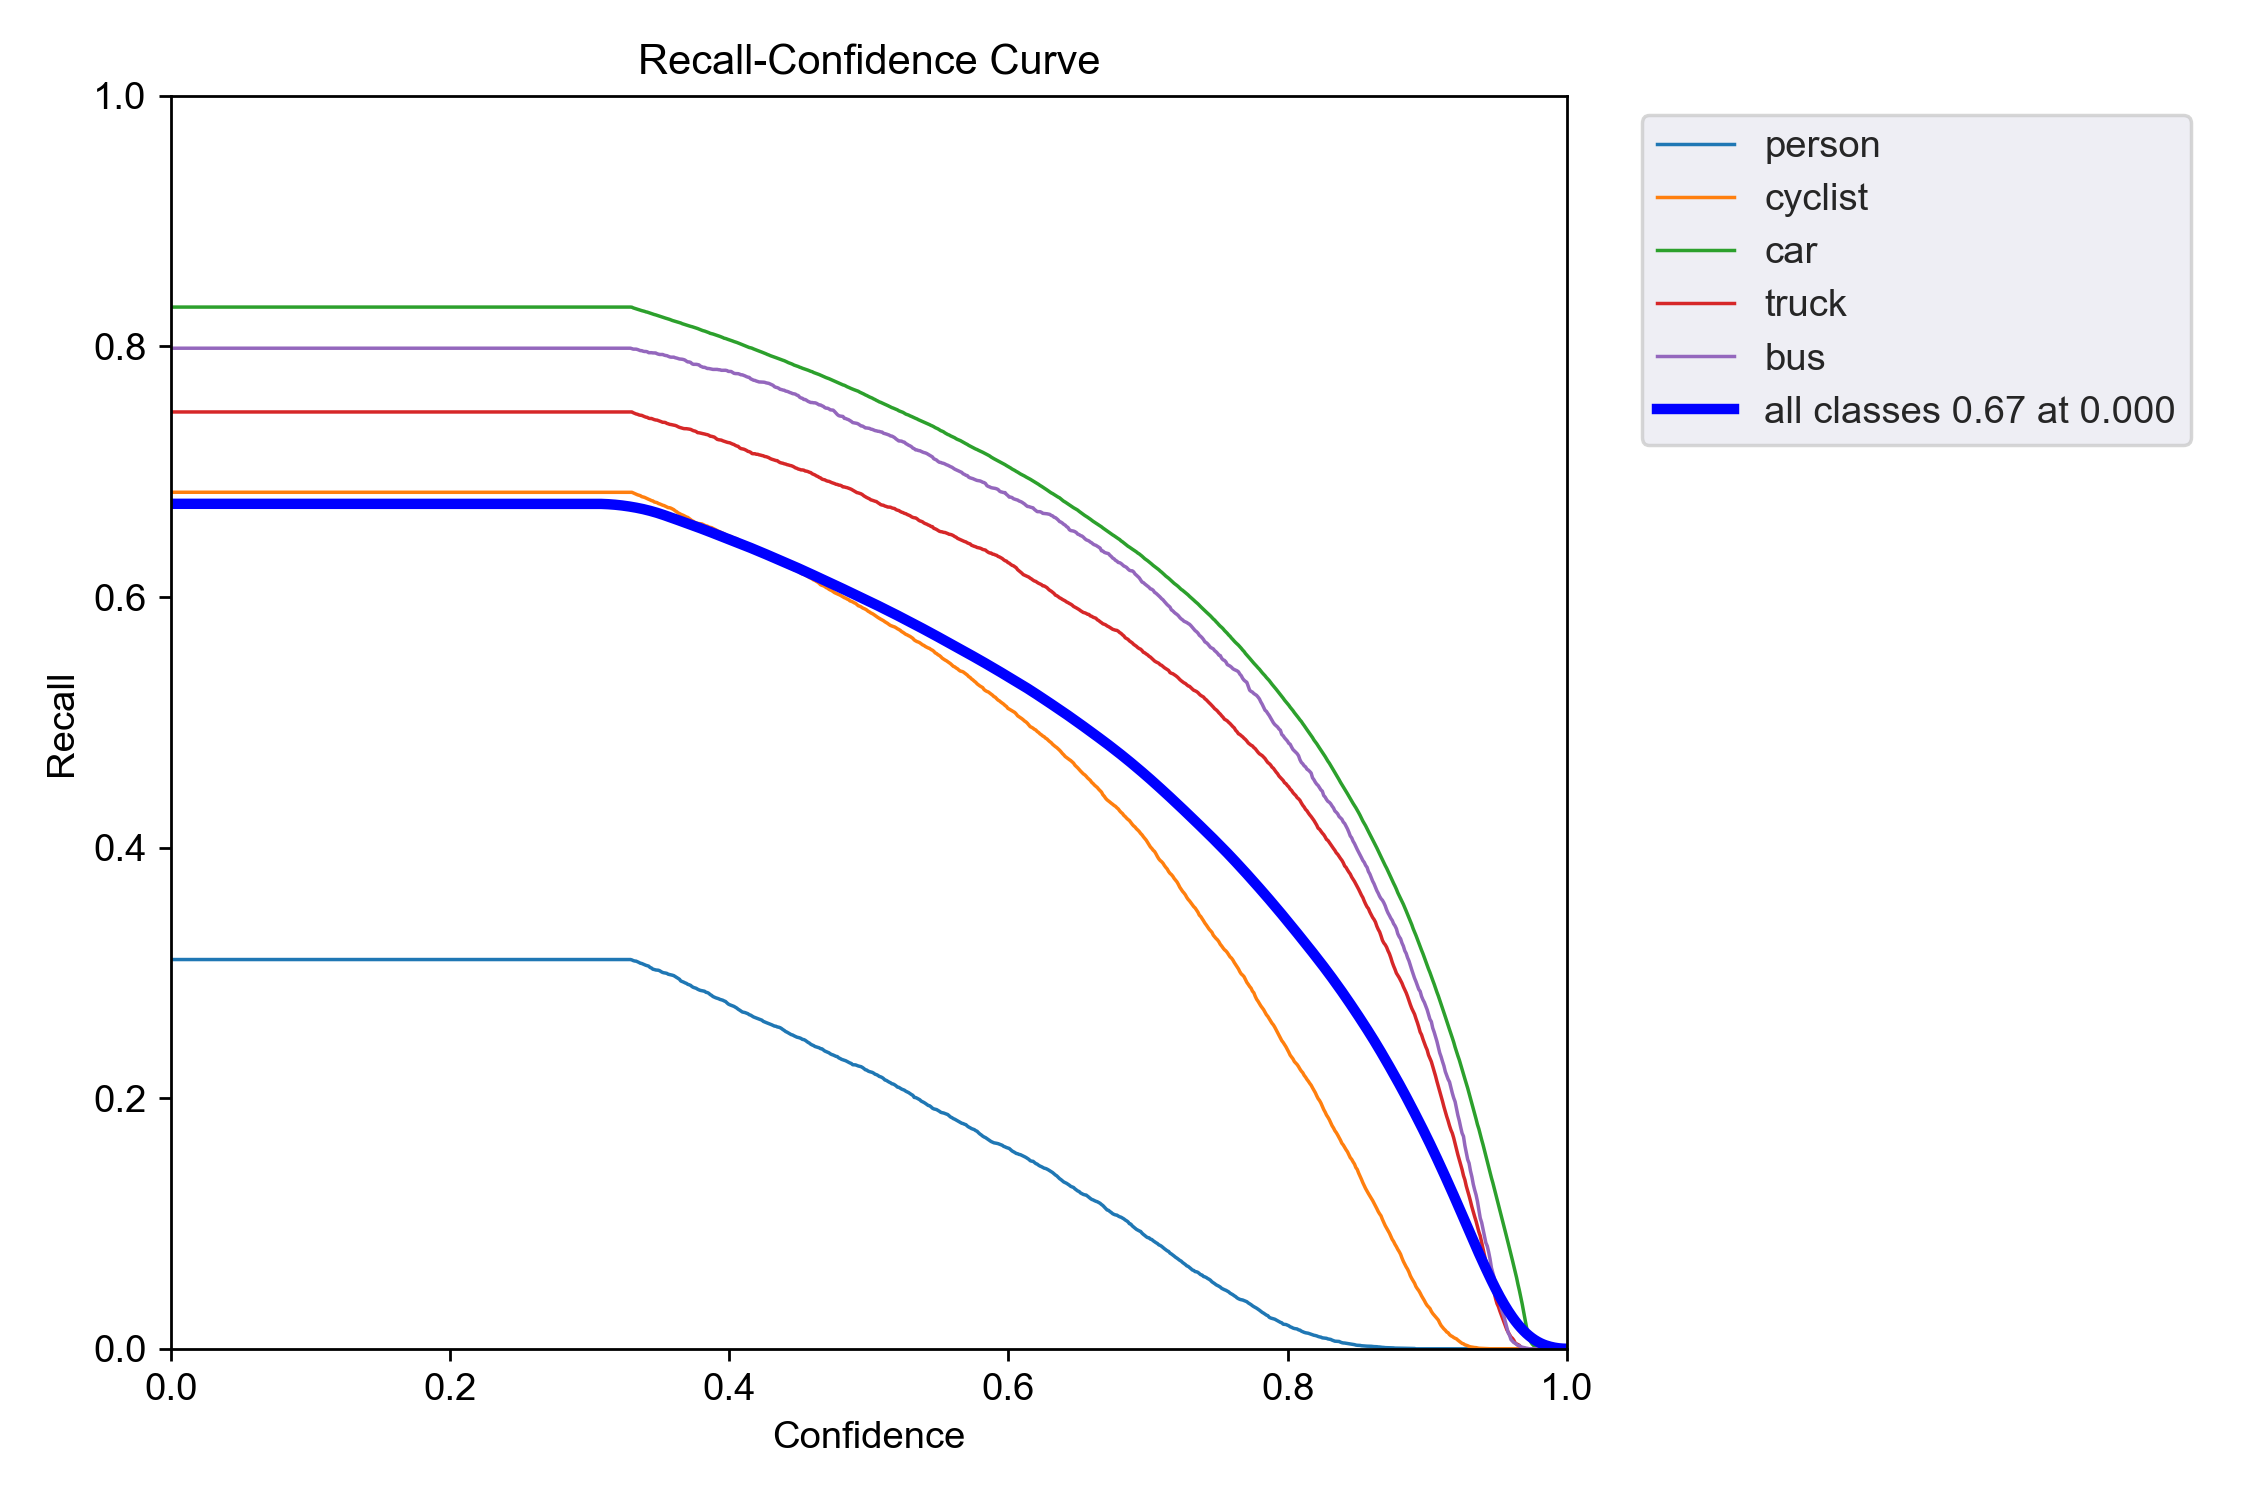 Recall-Confidence Curve
1.0
0.8
0.6
0.4
0.2
0.0
Recall
0.0 0.2 0.4 0.6 0.8 1.0
Confidence
person
cyclist
car
truck
bus
all classes 0.67 at 0.000